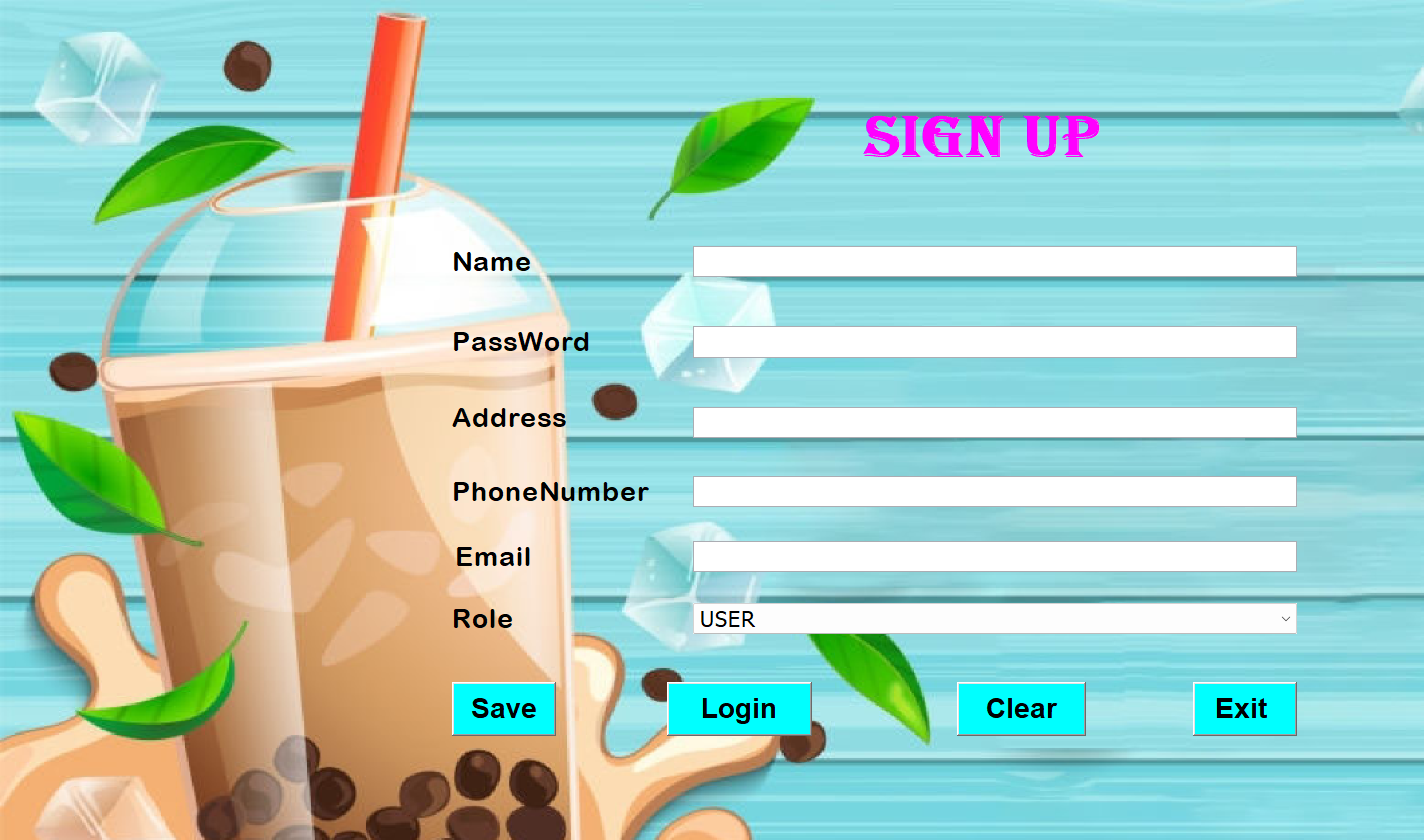 SIGN UP
Name
PassWord
Address
PhoneNumber
Email
Role USER
Save Login Clear Exit